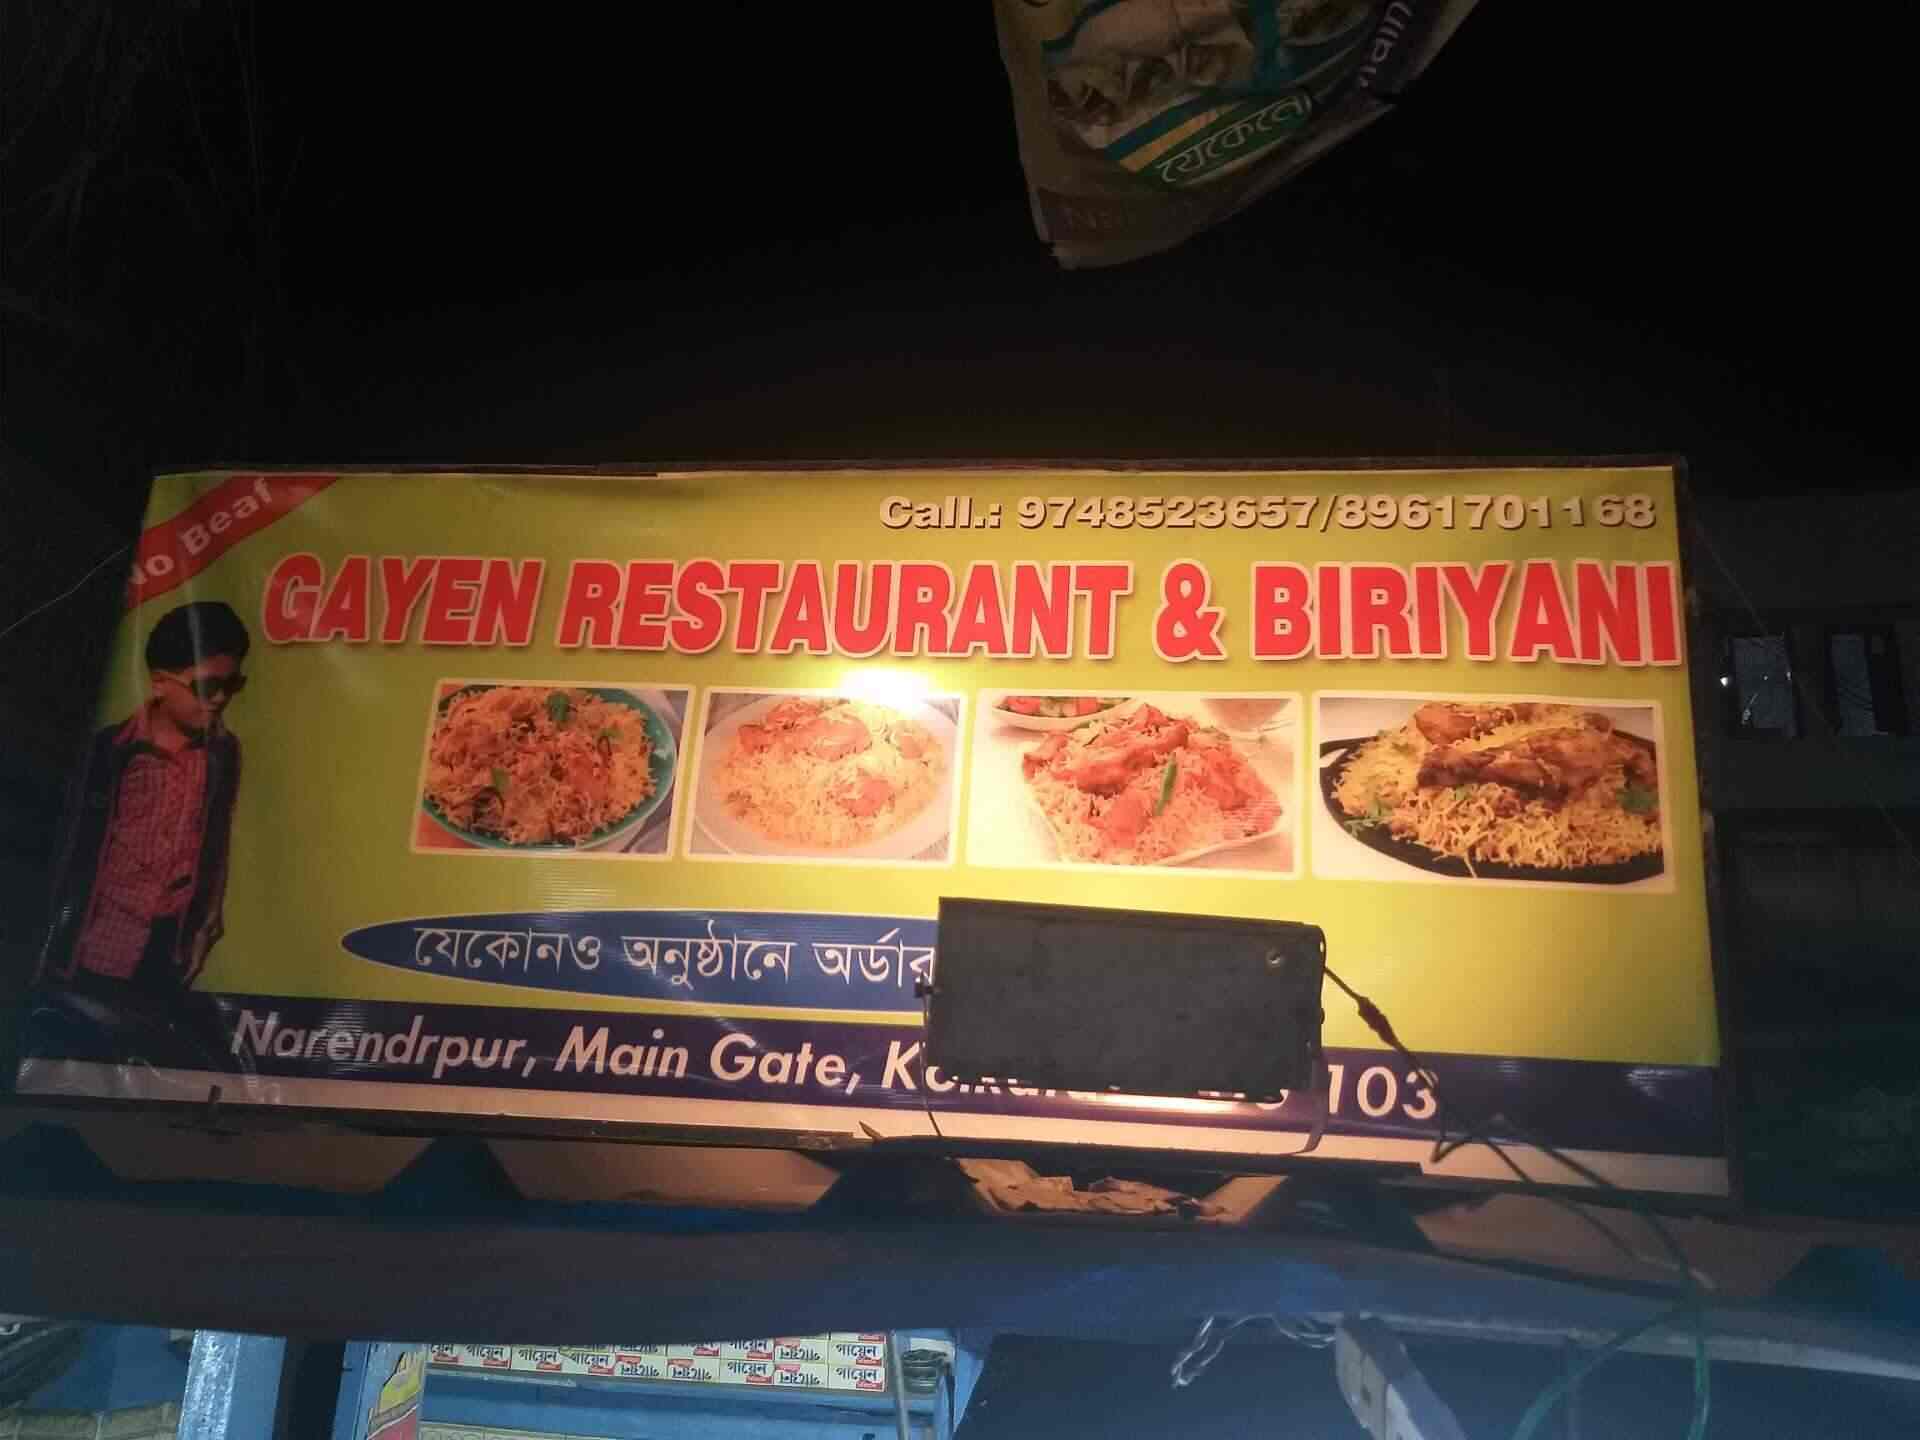 যেকোনো
No Beaf
Call.: 9748523657/8961701168
GAYEN RESTAURANT & BIRIYANI
যেকোনও অনুষ্ঠানে অর্ডার
Narendrpur, Main Gate, 103
গায়েন গায়েন গায়েন
গায়েন গায়েন